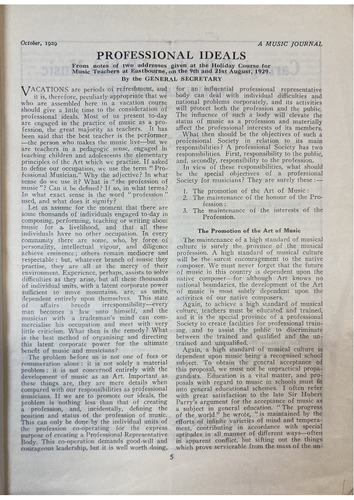 October, 1929
A MUSIC JOURNAL
PROFESSIONAL IDEALS
From notes of two addresses given at the Holiday Course for
Music Teachers at Eastbourne, on the 9th and 21st August, 1929.
By the GENERAL SECRETARY
VACATIONS are periods of refreshment, and
it is, therefore, peculiarly appropriate that we
who are assembled here in a vacation course
should give a little time to the consideration of
professional ideals. Most of us present to-day
are engaged in the practice of music as a pro-
fession, the great majority as teachers. It has
been said that the best teacher is the performer
—the person who makes the music live—but we
are teachers in a pedagogic sense, engaged in
teaching children and adolescents the elementary
principles of the Art which we practise. If asked
to define our occupation, we use the term "Pro-
fessional Musician." Why the adjective? In what
sense do we use it? What is "the profession of
music"? Can it be defined? If so, in what terms?
In what exact sense is the word "profession"
used, and what does it signify?
Let us assume for the moment that there are
some thousands of individuals engaged to-day in
composing, performing, teaching or writing about
music for a livelihood, and that all these
individuals have no other occupation. In every
community there are some, who, by force of
personality, intellectual vigour, and diligence
achieve eminence; others remain mediocre and
respectable; but, whatever branch of music they
practise, they are all at the mercy of their
environment. Experience, perhaps, assists to solve
difficulties as they arise, but all these thousands
of individual units, with a latent corporate power
sufficient to move mountains, are, as units,
dependent entirely upon themselves. This state
of affairs breeds irresponsibility—every
man becomes a law unto himself, and the
musician with a tradesman's mind can com-
mercialise his occupation and meet with very
little criticism. What then is the remedy? What
is the best method of organising and directing
this latent corporate power for the ultimate
benefit of music and musicians?
The problem before us is not one of fees or
remuneration. In fact, it is not solely a material
problem: it is not concerned entirely with the
development of music as an Art. Important as
these things are, they are mere details when
compared with our responsibilities as professional
musicians. If we are to promote our ideals, the
problem is nothing less than that of creating
a profession, and, incidentally, defining the
position and status of the profession of music.
This can only be done by the individual units of
the profession co-operating for the express
purpose of creating a Professional Representative
Body. This co-operation demands good-will and
courageous leadership, but it is well worth doing,
for an influential professional representative
body can deal with individual difficulties and
national problems corporately, and its activities
will protect both the profession and the public.
The influence of such a body will elevate the
status of music as a profession and materially
affect the professional interests of its members.
What then should be the objectives of such a
professional Society in relation to its main
responsibilities? A professional Society has two
responsibilities. First, responsibility to the public,
and, secondly, responsibility to the profession.
In view of these responsibilities, what should
be the special objectives of a professional
Society for musicians? They are surely these:—
1. The promotion of the Art of Music;
2. The maintenance of the honour of the Pro-
fession;
3. The maintenance of the interests of the
Profession.
The Promotion of the Art of Music
The maintenance of a high standard of musical
culture is surely the province of the musical
profession. A high standard of musical culture
will be the surest encouragement to the native
composer. We must never forget that the future
of music in this country is dependent upon the
native composer—for although Art knows no
national boundaries, the development of the Art
of music is most subtly dependent upon the
activities of our native composers.
Again, to achieve a high standard of musical
culture, teachers must be educated and trained,
and it is the special province of a professional
Society to create facilities for professional train-
ing, and to assist the public to discriminate
between the trained and qualified and the un-
trained and unqualified.
Again, a high standard of musical culture is
dependent upon music being a recognised school
subject. To obtain the general acceptance of
this proposal, we must not be unpractical propa-
gandists. Education is a vital matter, and pro-
posals with regard to music in schools must fit
into general educational schemes. I often refer
with great satisfaction to the late Sir Hubert
Parry's argument for the acceptance of music as
a subject in general education. "The progress
of the world" he wrote, "is maintained by the
efforts of infinite varieties of mind and tempera-
ment, contributing in accordance with special
aptitudes in all manner of different ways—often
in apparent conflict, but sifting out the things
which prove serviceable from the mass of the un-
5